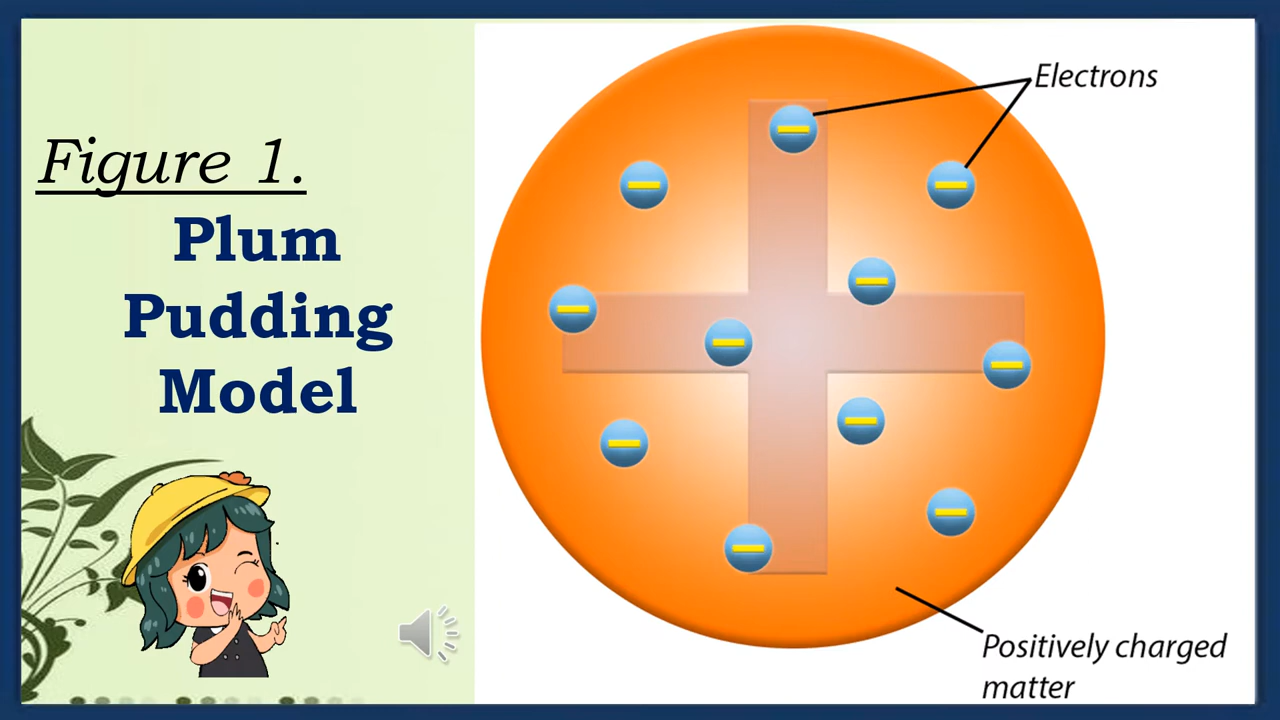 Figure 1.
Plum
Pudding
Model
Electrons
Positively charged
matter